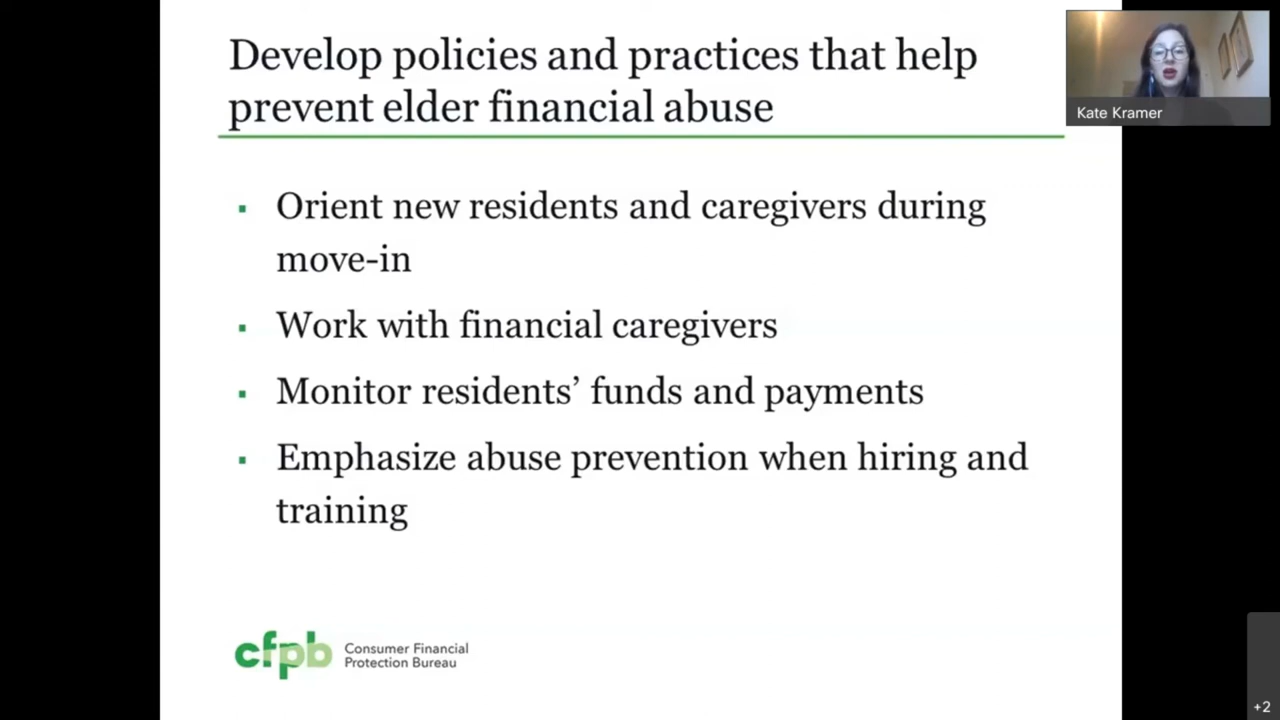 Develop policies and practices that help
prevent elder financial abuse
Kate Kramer
▪ Orient new residents and caregivers during
move-in
▪ Work with financial caregivers
▪ Monitor residents’ funds and payments
▪ Emphasize abuse prevention when hiring and
training
cfpb
Consumer Financial
Protection Bureau
+2